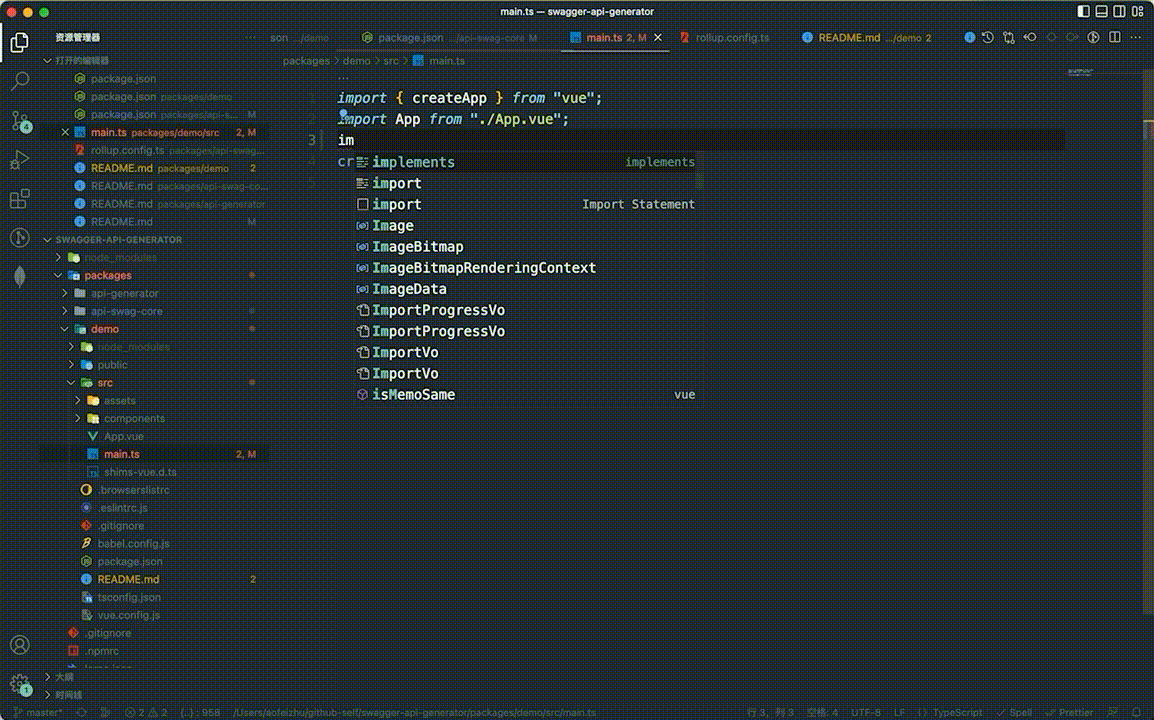 main.ts — swagger-api-generator
资源管理器
···
打开的编辑器
package.json
package.json packages/demo
package.json packages/api-s... M
main.ts packages/demo/src 2, M
rollup.config.ts packages/api-swag...
README.md packages/demo 2
README.md packages/api-swag-co...
README.md packages/api-generator
README.md M
SWAGGER-API-GENERATOR
node_modules
packages
api-generator
api-swag-core
demo
node_modules
public
src
assets
components
App.vue
main.ts 2, M
shims-vue.d.ts
.browserslistrc
.eslintrc.js
.gitignore
babel.config.js
package.json
README.md 2
tsconfig.json
vue.config.js
.gitignore
.npmrc
大纲
时间线
4
1
son .../demo package.json .../api-swag-core M main.ts 2, M rollup.config.ts README.md .../demo 2
packages > demo > src > main.ts
...
1 import { createApp } from "vue";
2 import App from "./App.vue";
3 im
4 cr
5
implements implements
import
import Import Statement
Image
ImageBitmap
ImageBitmapRenderingContext
ImageData
ImportProgressVo
ImportProgressVo
ImportVo
ImportVo
isMemoSame vue
master* 2 2 {..} : 958 /Users/aofeizhu/github-self/swagger-api-generator/packages/demo/src/main.ts 行 3，列 3 空格: 4 UTF-8 LF {} TypeScript Spell Prettier